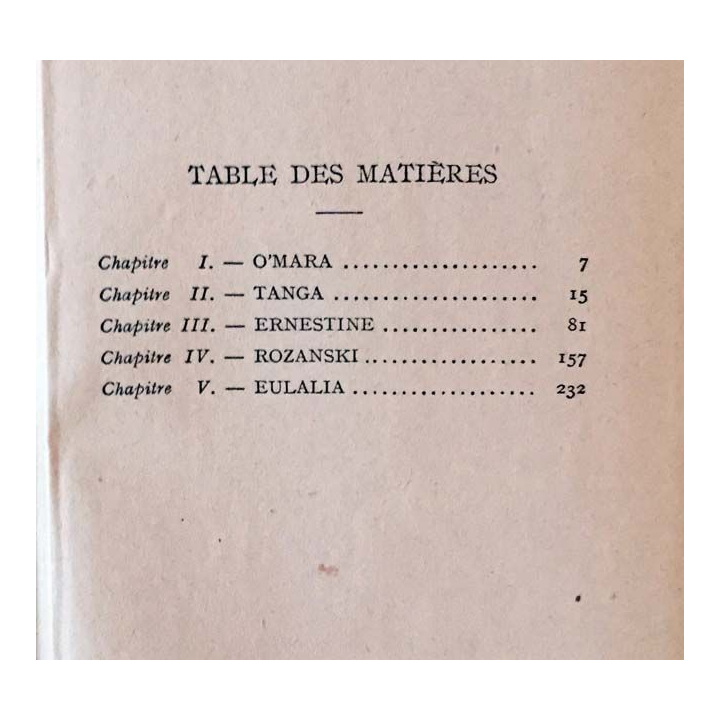 TABLE DES MATIÈRES
Chapitre I. — O'MARA .................... 7
Chapitre II. — TANGA ..................... 15
Chapitre III. — ERNESTINE ................ 81
Chapitre IV. — ROZANSKI .................. 157
Chapitre V. — EULALIA ................... 232